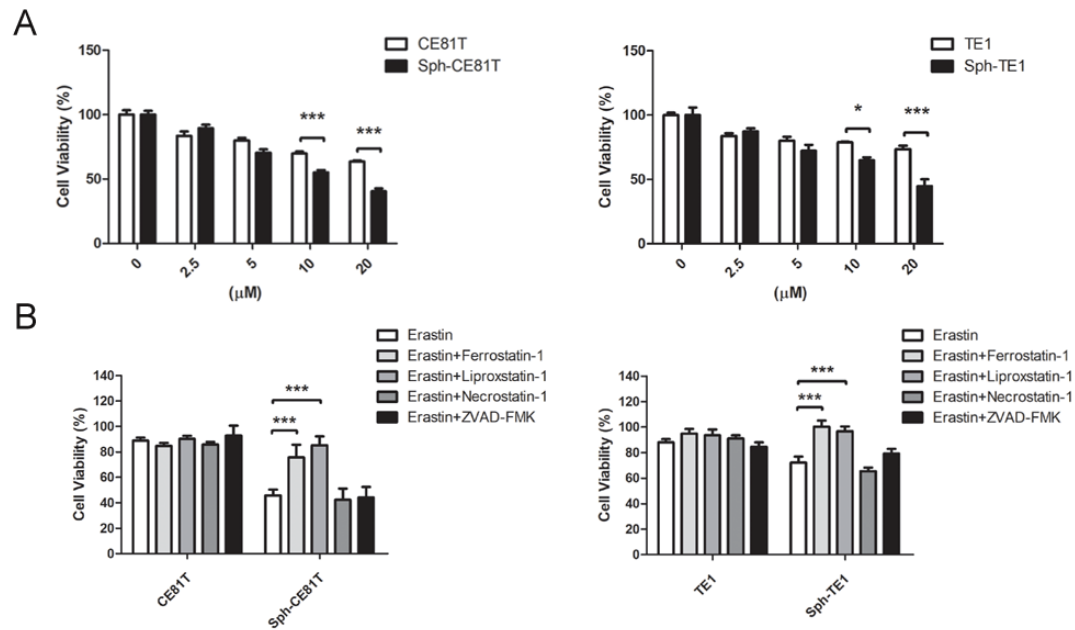 A
150
100
50
0
Cell Viability (%)
CE81T
Sph-CE81T
***
***
0
2.5
5
10
20
(μM)
150
100
50
0
Cell Viability (%)
TE1
Sph-TE1
*
***
0
2.5
5
10
20
(μM)
B
Erastin
Erastin+Ferrostatin-1
Erastin+Liproxstatin-1
Erastin+Necrostatin-1
Erastin+ZVAD-FMK
140
120
100
80
60
40
20
0
Cell Viability (%)
***
***
CE81T
Sph-CE81T
Erastin
Erastin+Ferrostatin-1
Erastin+Liproxstatin-1
Erastin+Necrostatin-1
Erastin+ZVAD-FMK
140
120
100
80
60
40
20
0
Cell Viability (%)
***
***
TE1
Sph-TE1